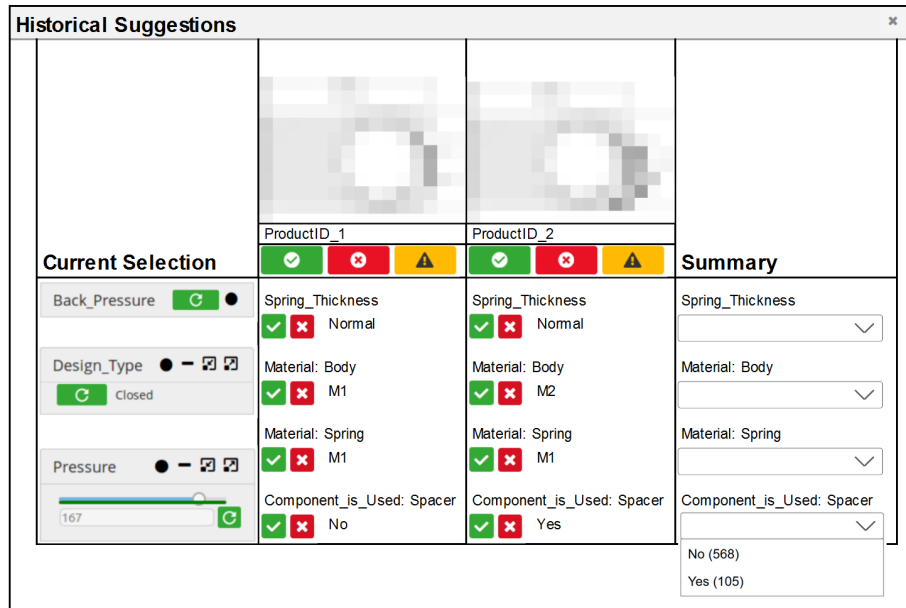 Historical Suggestions
ProductID_1
ProductID_2
Current Selection
Summary
Back_Pressure
Design_Type
Closed
Pressure
167
Spring_Thickness
Normal
Material: Body
M1
Material: Spring
M1
Component_is_Used: Spacer
No
Spring_Thickness
Normal
Material: Body
M2
Material: Spring
M1
Component_is_Used: Spacer
Yes
Spring_Thickness
Material: Body
Material: Spring
Component_is_Used: Spacer
No (568)
Yes (105)